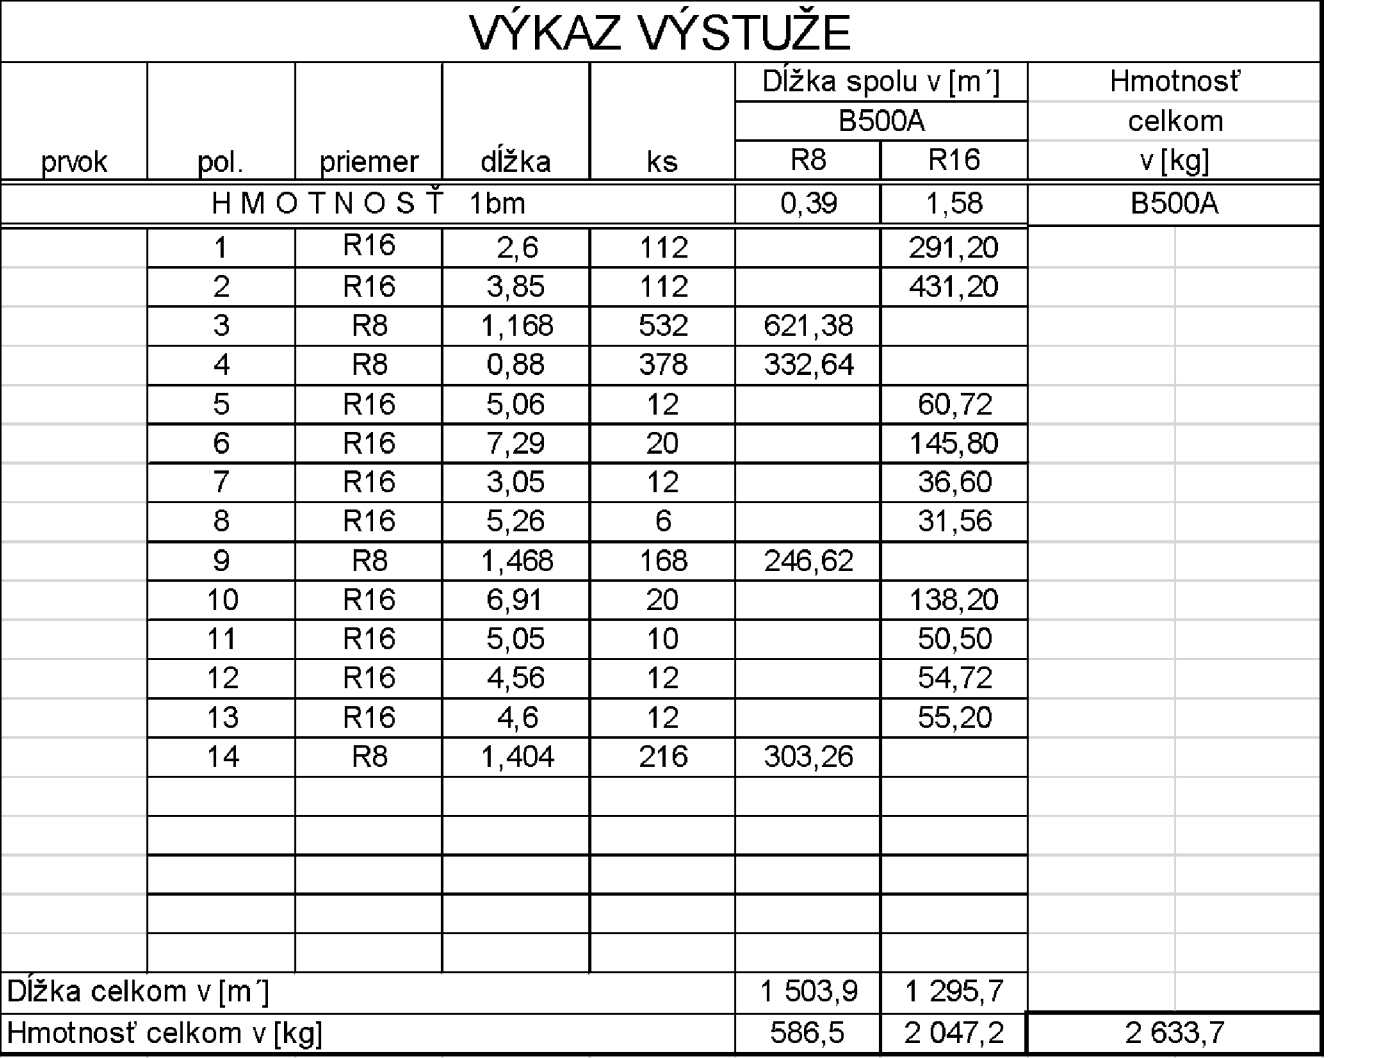 VÝKAZ VÝSTUŽE
prvok pol. priemer dĺžka ks Dĺžka spolu v [m´] Hmotnosť
B500A celkom
R8 R16 v [kg]
H M O T N O S Ť 1bm 0,39 1,58 B500A
1 R16 2,6 112 291,20
2 R16 3,85 112 431,20
3 R8 1,168 532 621,38
4 R8 0,88 378 332,64
5 R16 5,06 12 60,72
6 R16 7,29 20 145,80
7 R16 3,05 12 36,60
8 R16 5,26 6 31,56
9 R8 1,468 168 246,62
10 R16 6,91 20 138,20
11 R16 5,05 10 50,50
12 R16 4,56 12 54,72
13 R16 4,6 12 55,20
14 R8 1,404 216 303,26
Dĺžka celkom v [m´] 1 503,9 1 295,7
Hmotnosť celkom v [kg] 586,5 2 047,2 2 633,7